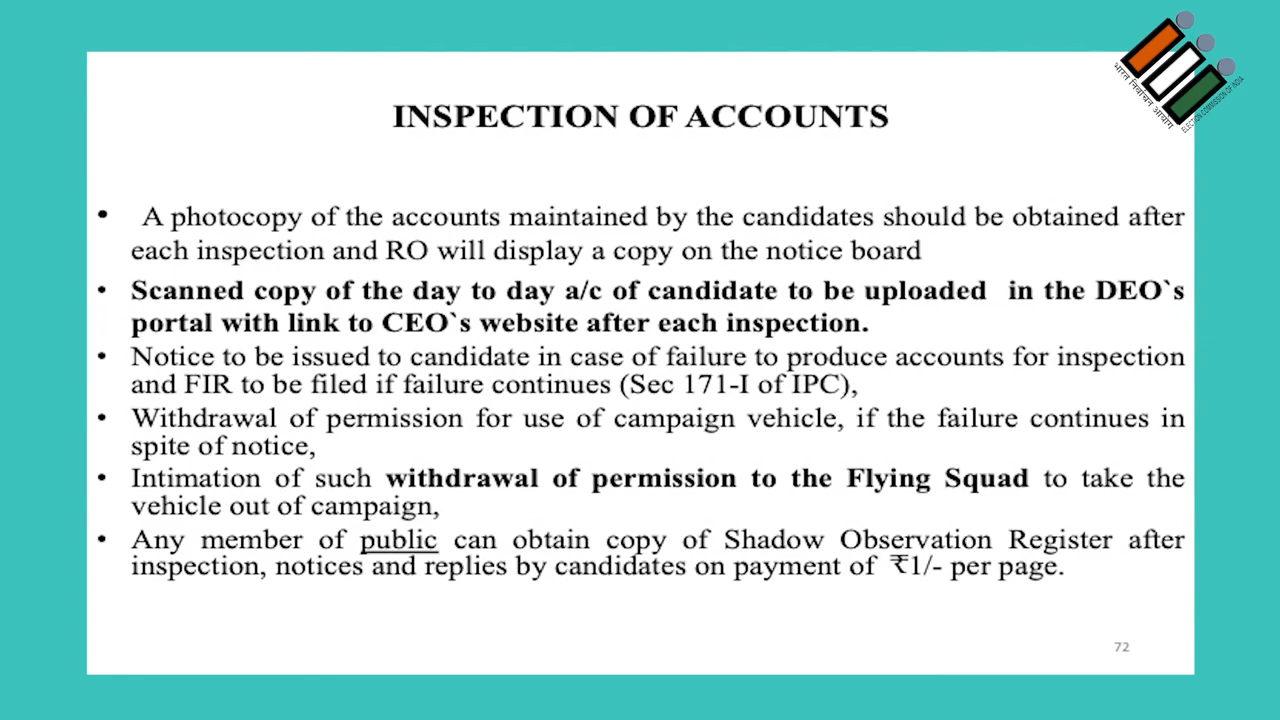 INSPECTION OF ACCOUNTS
भारत निर्वाचन आयोग
ELECTION COMMISSION OF INDIA
• A photocopy of the accounts maintained by the candidates should be obtained after
each inspection and RO will display a copy on the notice board
• Scanned copy of the day to day a/c of candidate to be uploaded in the DEO`s
portal with link to CEO`s website after each inspection.
• Notice to be issued to candidate in case of failure to produce accounts for inspection
and FIR to be filed if failure continues (Sec 171-I of IPC),
• Withdrawal of permission for use of campaign vehicle, if the failure continues in
spite of notice,
• Intimation of such withdrawal of permission to the Flying Squad to take the
vehicle out of campaign,
• Any member of public can obtain copy of Shadow Observation Register after
inspection, notices and replies by candidates on payment of ₹1/- per page.
72